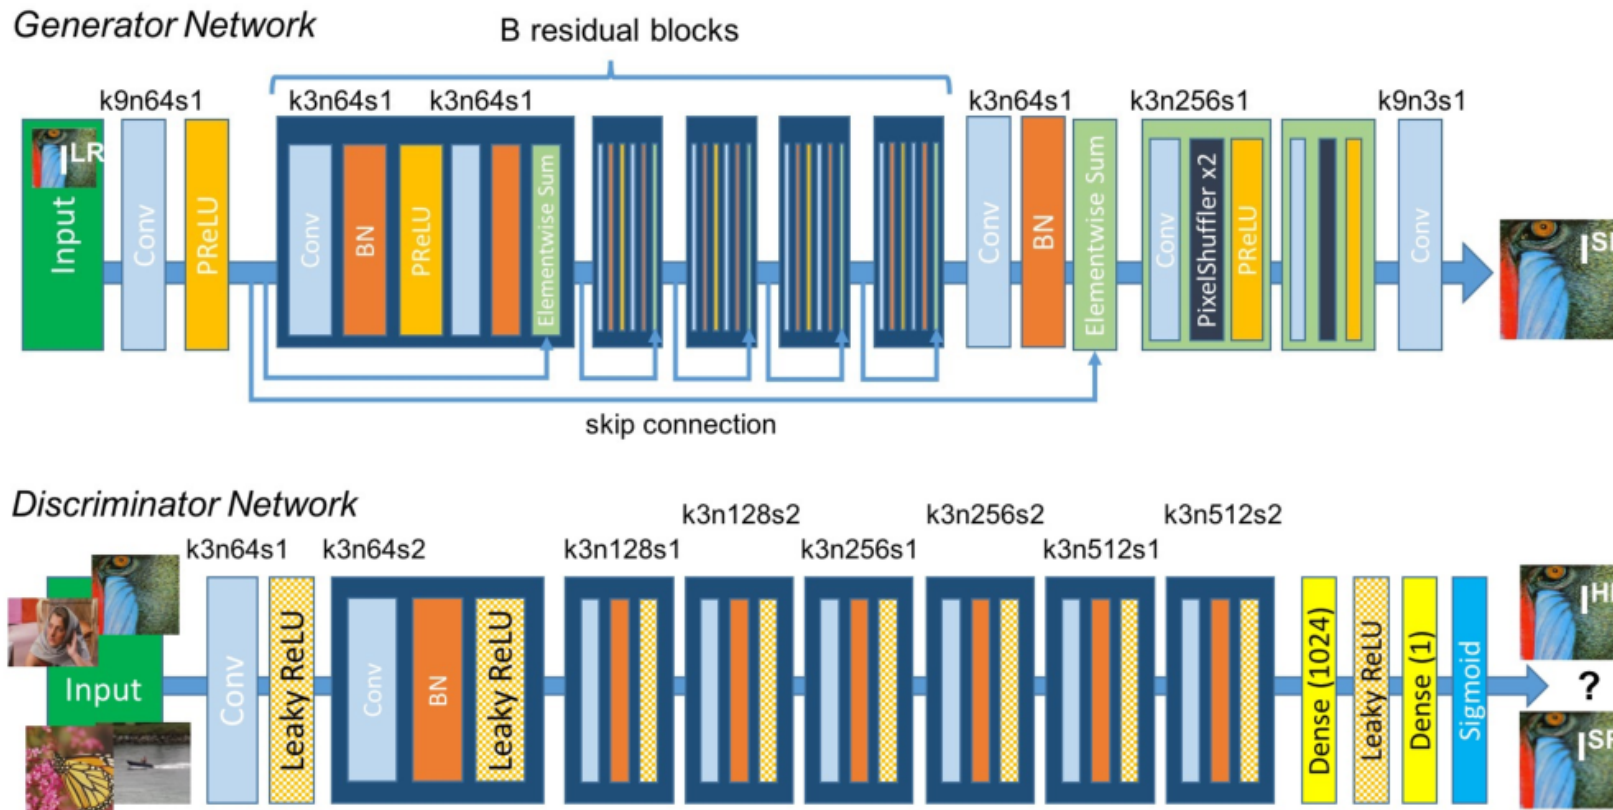 Generator Network
B residual blocks
k9n64s1
k3n64s1
k3n64s1
k3n64s1
k3n256s1
k9n3s1
I^LR
Input
Conv
PReLU
Conv
BN
PReLU
Elementwise Sum
Conv
BN
Elementwise Sum
Conv
PixelShuffler x2
PReLU
Conv
skip connection
Discriminator Network
k3n64s1
k3n64s2
k3n128s1
k3n128s2
k3n256s1
k3n256s2
k3n512s1
k3n512s2
Input
Conv
Leaky ReLU
Conv
BN
Leaky ReLU
Dense (1024)
Leaky ReLU
Dense (1)
Sigmoid
?